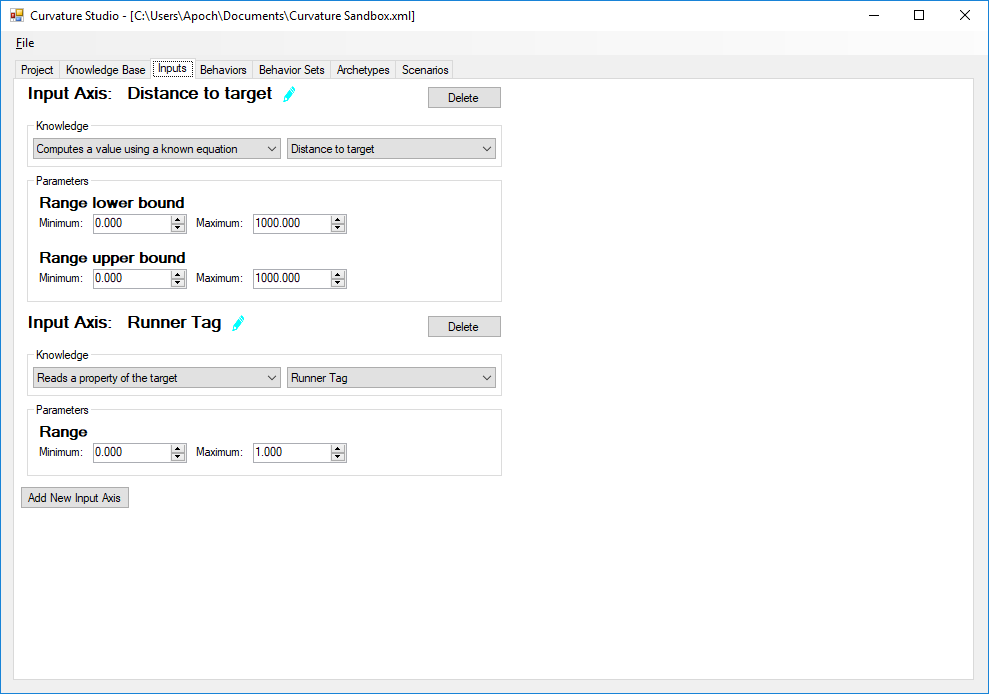 Curvature Studio - [C:\Users\Apoch\Documents\Curvature Sandbox.xml]
File
Project Knowledge Base Inputs Behaviors Behavior Sets Archetypes Scenarios
Input Axis: Distance to target Delete
Knowledge
Computes a value using a known equation Distance to target
Parameters
Range lower bound
Minimum: 0.000 Maximum: 1000.000
Range upper bound
Minimum: 0.000 Maximum: 1000.000
Input Axis: Runner Tag Delete
Knowledge
Reads a property of the target Runner Tag
Parameters
Range
Minimum: 0.000 Maximum: 1.000
Add New Input Axis